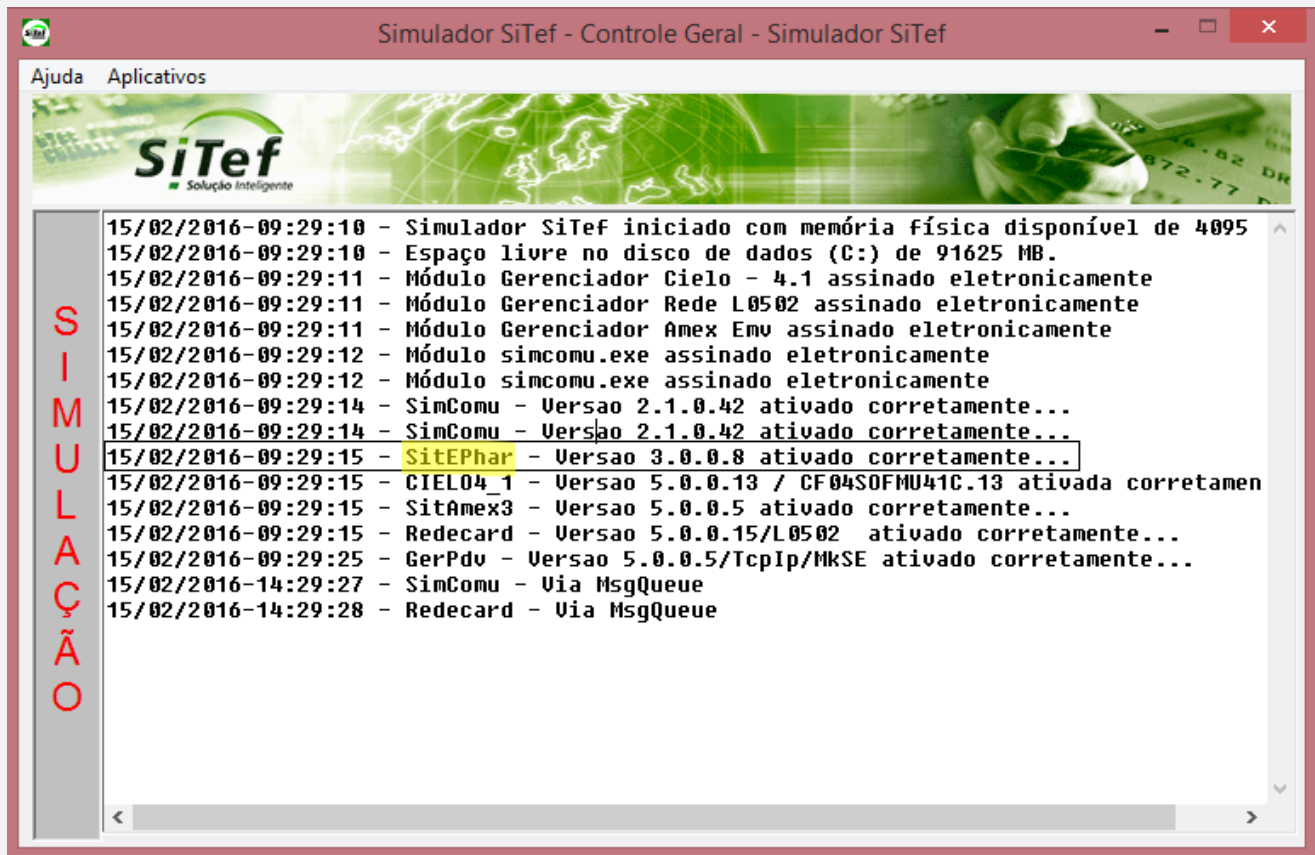 Simulador SiTef - Controle Geral - Simulador SiTef
Ajuda Aplicativos
SiTef
Solução Inteligente
SIMULAÇÃO
15/02/2016-09:29:10 - Simulador SiTef iniciado com memória física disponível de 4095
15/02/2016-09:29:10 - Espaço livre no disco de dados (C:) de 91625 MB.
15/02/2016-09:29:11 - Módulo Gerenciador Cielo - 4.1 assinado eletronicamente
15/02/2016-09:29:11 - Módulo Gerenciador Rede L0502 assinado eletronicamente
15/02/2016-09:29:11 - Módulo Gerenciador Amex Emv assinado eletronicamente
15/02/2016-09:29:12 - Módulo simcomu.exe assinado eletronicamente
15/02/2016-09:29:12 - Módulo simcomu.exe assinado eletronicamente
15/02/2016-09:29:14 - SimComu - Versao 2.1.0.42 ativado corretamente...
15/02/2016-09:29:14 - SimComu - Versao 2.1.0.42 ativado corretamente...
15/02/2016-09:29:15 - SitEPhar - Versao 3.0.0.8 ativado corretamente...
15/02/2016-09:29:15 - CIELO4_1 - Versao 5.0.0.13 / CF04SOFMU41C.13 ativada corretamen
15/02/2016-09:29:15 - SitAmex3 - Versao 5.0.0.5 ativado corretamente...
15/02/2016-09:29:15 - Redecard - Versao 5.0.0.15/L0502 ativado corretamente...
15/02/2016-09:29:25 - GerPdv - Versao 5.0.0.5/TcpIp/MkSE ativado corretamente...
15/02/2016-14:29:27 - SimComu - Via MsgQueue
15/02/2016-14:29:28 - Redecard - Via MsgQueue